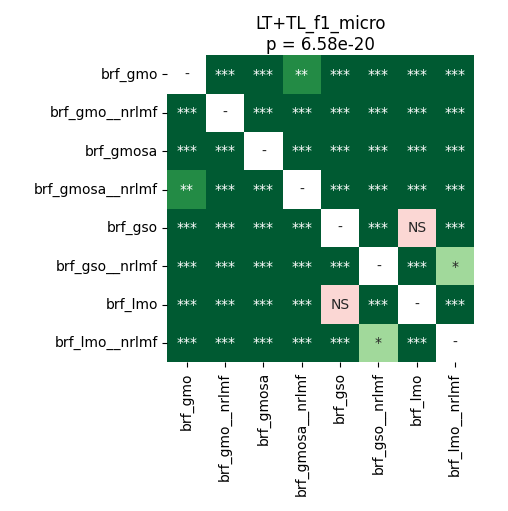 LT+TL_f1_micro
p = 6.58e-20
brf_gmo - *** *** ** *** *** *** ***
brf_gmo__nrlmf *** - *** *** *** *** *** ***
brf_gmosa *** *** - *** *** *** *** ***
brf_gmosa__nrlmf ** *** *** - *** *** *** ***
brf_gso *** *** *** *** - *** NS ***
brf_gso__nrlmf *** *** *** *** *** - *** *
brf_lmo *** *** *** *** NS *** - ***
brf_lmo__nrlmf *** *** *** *** *** * *** -
brf_gmo
brf_gmo__nrlmf
brf_gmosa
brf_gmosa__nrlmf
brf_gso
brf_gso__nrlmf
brf_lmo
brf_lmo__nrlmf